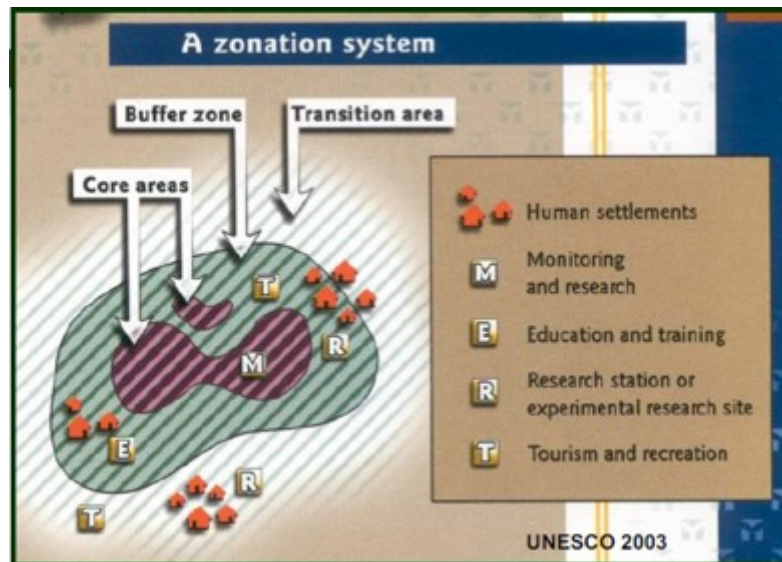 A zonation system
Buffer zone
Transition area
Core areas
T
R
M
E
R
T
Human settlements
M
Monitoring
and research
E
Education and training
R
Research station or
experimental research site
T
Tourism and recreation
UNESCO 2003